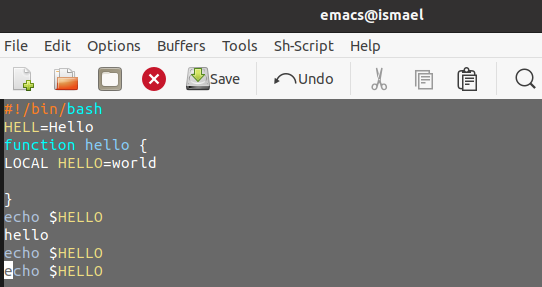 emacs@ismael
File Edit Options Buffers Tools Sh-Script Help
Save Undo
#!/bin/bash
HELL=Hello
function hello {
LOCAL HELLO=world
}
echo $HELLO
hello
echo $HELLO
echo $HELLO